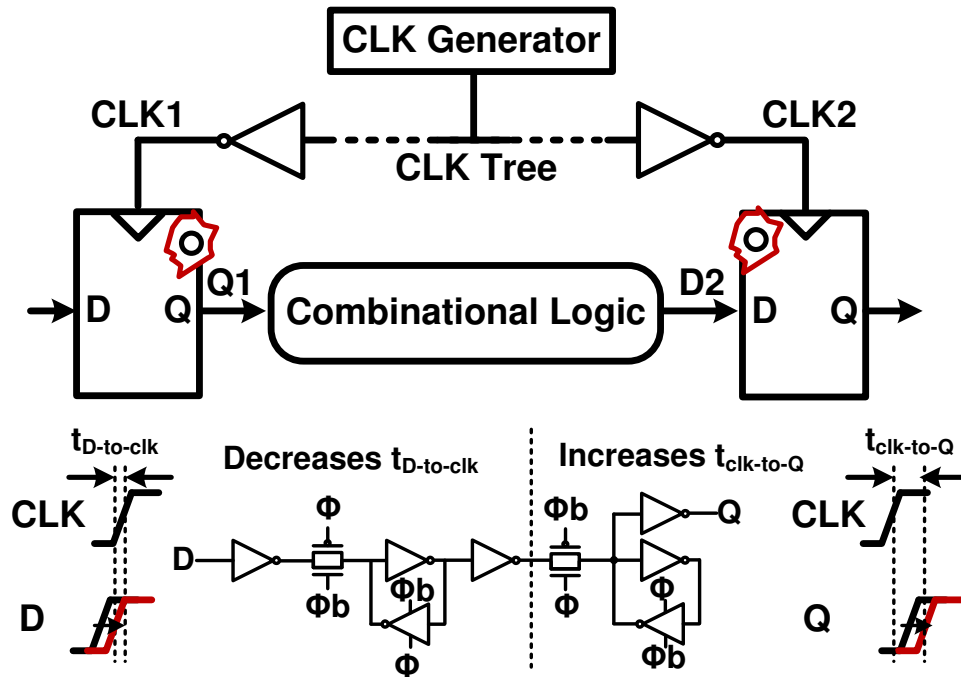 CLK Generator
CLK1
CLK2
CLK Tree
Q1
D2
D
Q
Combinational Logic
D
Q
tD-to-clk
Decreases tD-to-clk
Increases tclk-to-Q
tclk-to-Q
CLK
Φ
Φb
Q
CLK
D
Φb
Φb
Φ
Φ
D
Φ
Φb
Q